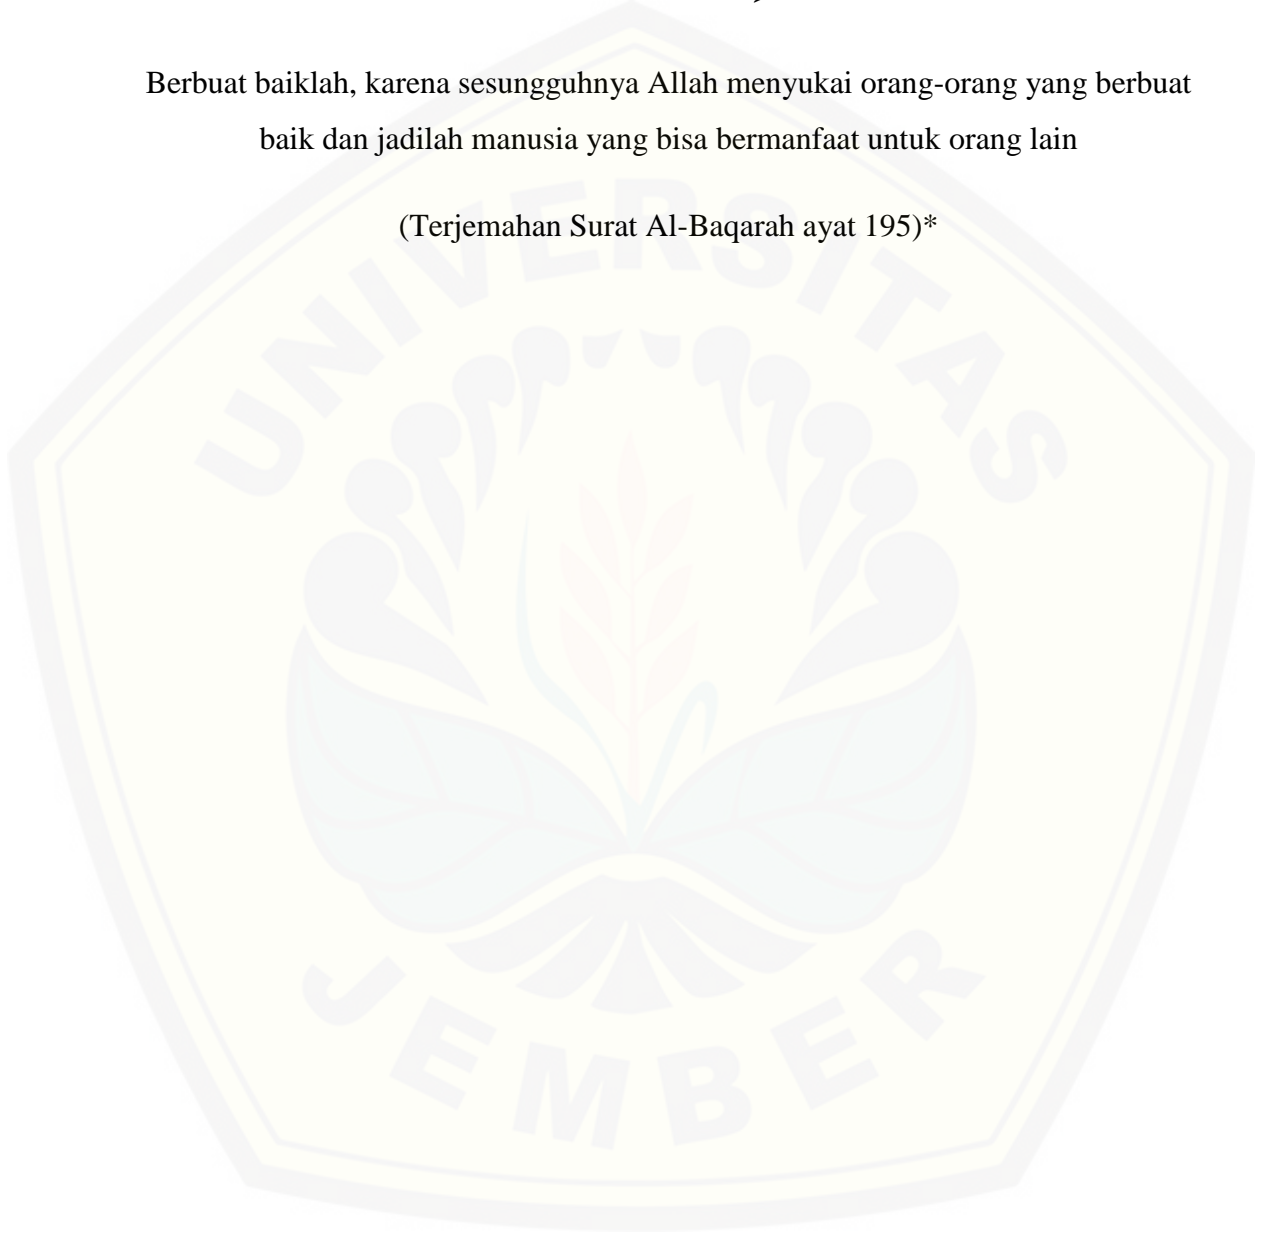 Berbuat baiklah, karena sesungguhnya Allah menyukai orang-orang yang berbuat
baik dan jadilah manusia yang bisa bermanfaat untuk orang lain
(Terjemahan Surat Al-Baqarah ayat 195)*
UNIVERSITAS
JEMBER